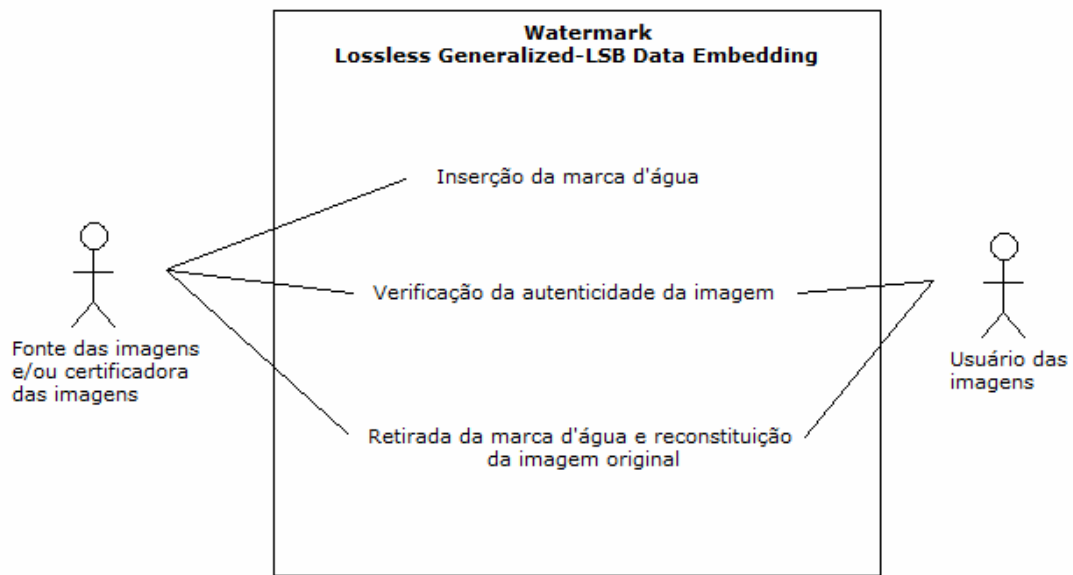 Watermark
Lossless Generalized-LSB Data Embedding
Inserção da marca d'água
Verificação da autenticidade da imagem
Fonte das imagens
e/ou certificadora
das imagens
Usuário das
imagens
Retirada da marca d'água e reconstituição
da imagem original